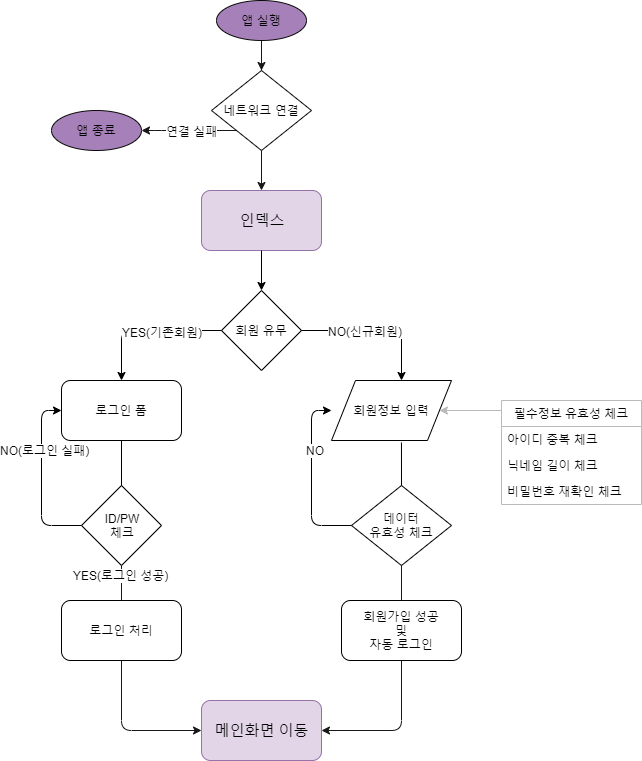 앱 실행
네트워크 연결
앱 종료
연결 실패
인덱스
회원 유무
YES(기존회원)
NO(신규회원)
로그인 폼
회원정보 입력
필수정보 유효성 체크
아이디 중복 체크
닉네임 길이 체크
비밀번호 재확인 체크
NO(로그인 실패)
NO
ID/PW
체크
데이터
유효성 체크
YES(로그인 성공)
로그인 처리
회원가입 성공
및
자동 로그인
메인화면 이동